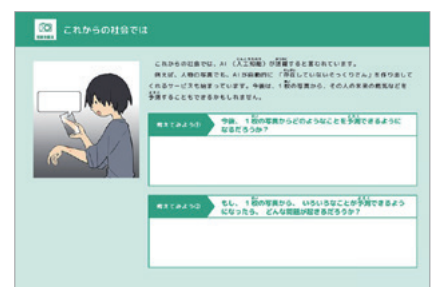 これからの社会では
これからの社会では、AI(人工知能)が活躍すると言われています。
例えば、人物の写真でも、AIが自動的に「存在していないそっくりさん」を作り出して
くれるサービスも始まっています。今後は、1枚の写真から、その人の未来の病気などを
予測することもできるかもしれません。
考えてみよう①
今後、1枚の写真からどのようなことを予測できるように
なるだろうか?
考えてみよう②
もし、1枚の写真から、いろいろなことが予測できるよう
になったら、どんな問題が起きるだろうか?